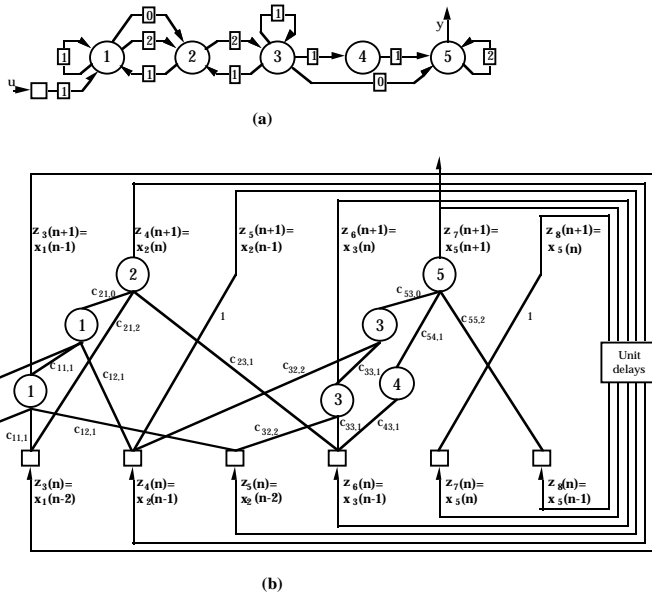 0
1
1 2 2 1
1 2 3 1 4 1 5 2
u 1 1 1 0 y
(a)
z3(n+1)= z4(n+1)= z5(n+1)= z6(n+1)= z7(n+1)= z8(n+1)=
x1(n-1) x2(n) x2(n-1) x3(n) x5(n+1) x5(n)
2 5
c21,0 c53,0
1 c21,2 1 3 c54,1 c55,2 1
c11,1 c12,1 c23,1 c32,2 c33,1 4
Unit
delays
1 3
c11,1 c12,1 c32,2 c33,1 c43,1
z3(n)= z4(n)= z5(n)= z6(n)= z7(n)= z8(n)=
x1(n-2) x2(n-1) x2(n-2) x3(n-1) x5(n) x5(n-1)
(b)